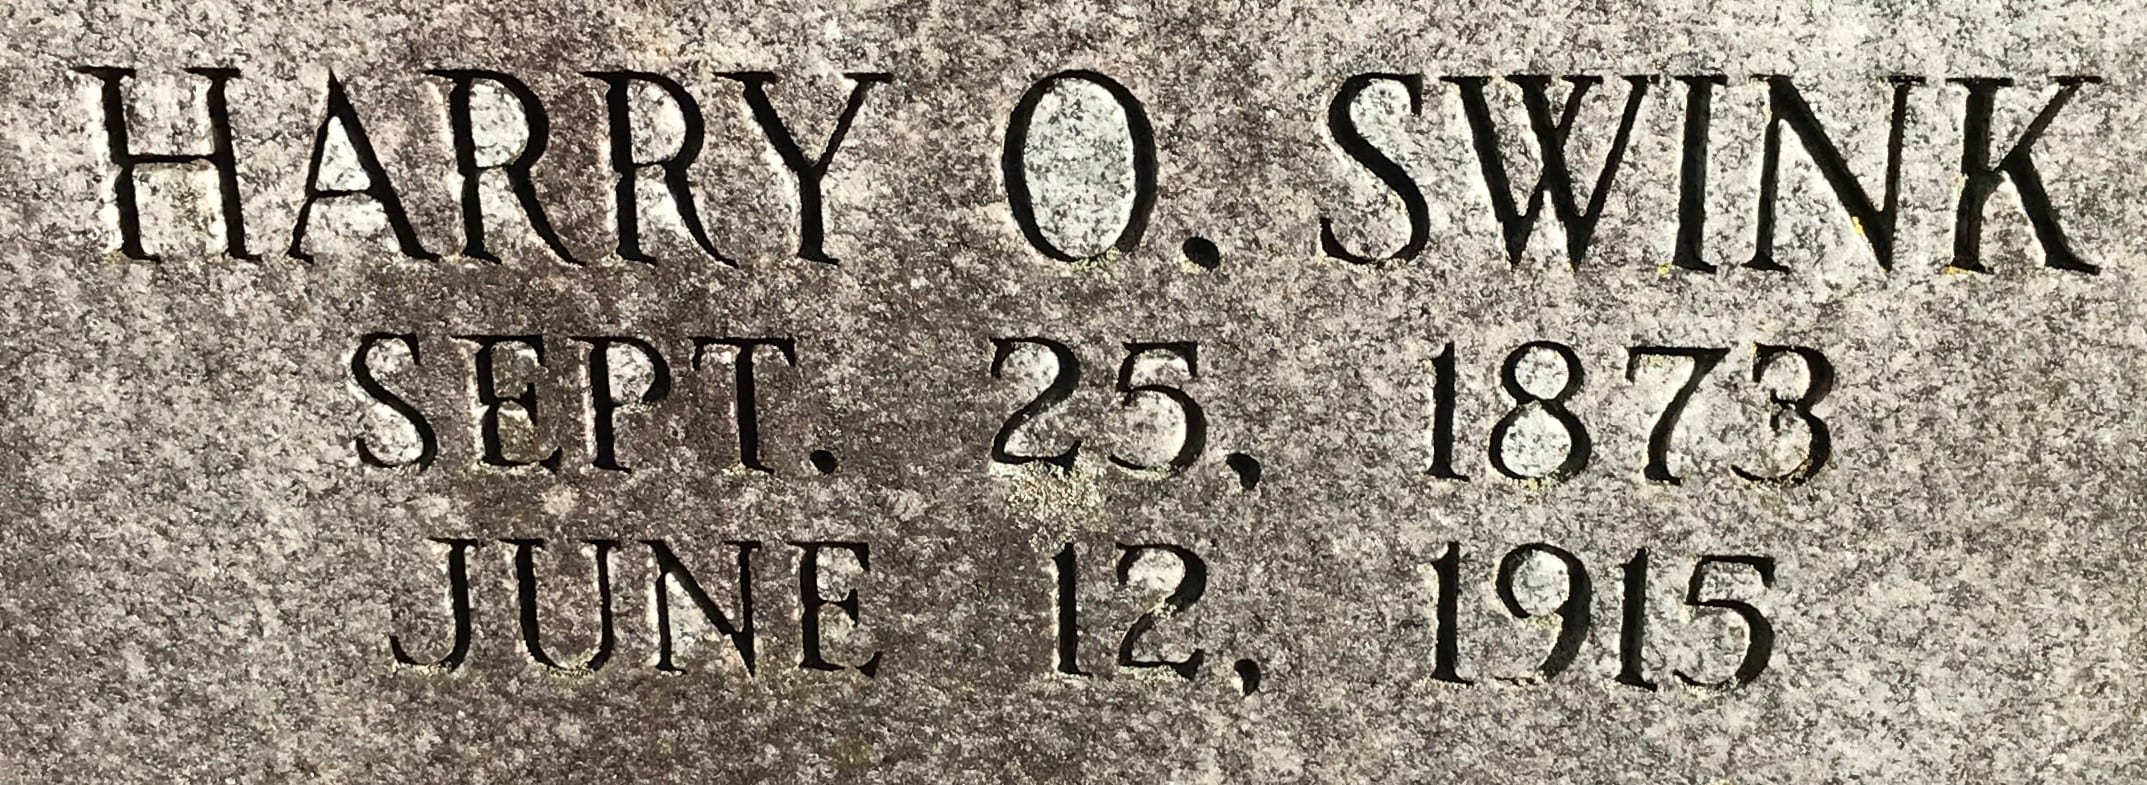 HARRY O. SWINK
SEPT. 25, 1873
JUNE 12, 1915